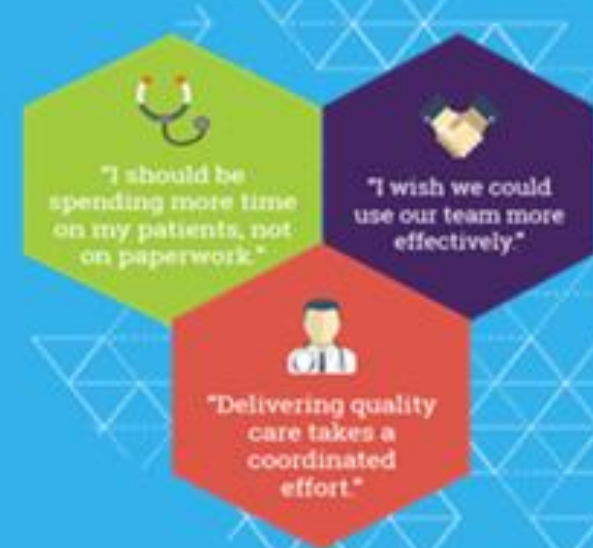 "I should be
spending more time
on my patients, not
on paperwork."
"I wish we could
use our team more
effectively."
"Delivering quality
care takes a
coordinated
effort."